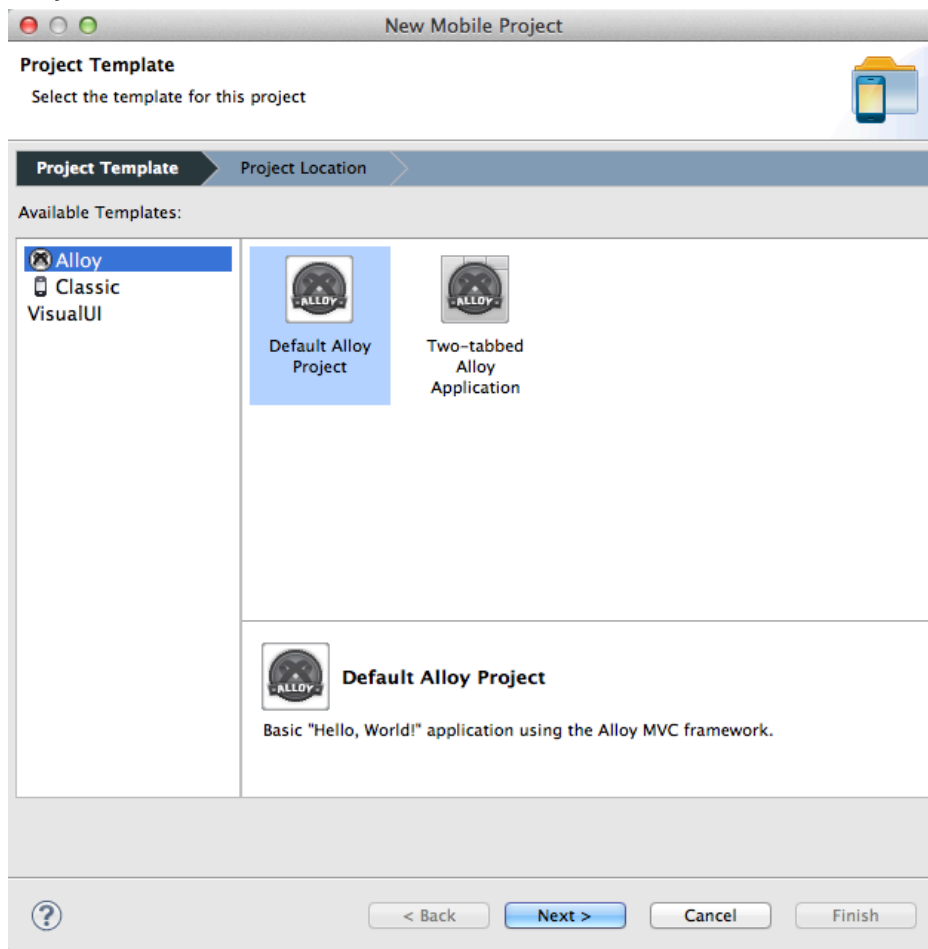 New Mobile Project
Project Template
Select the template for this project
Project Template
Project Location
Available Templates:
Alloy
Classic
VisualUI
ALLOY
Default Alloy
Project
ALLOY
Two-tabbed
Alloy
Application
ALLOY
Default Alloy Project
Basic "Hello, World!" application using the Alloy MVC framework.
?
< Back
Next >
Cancel
Finish